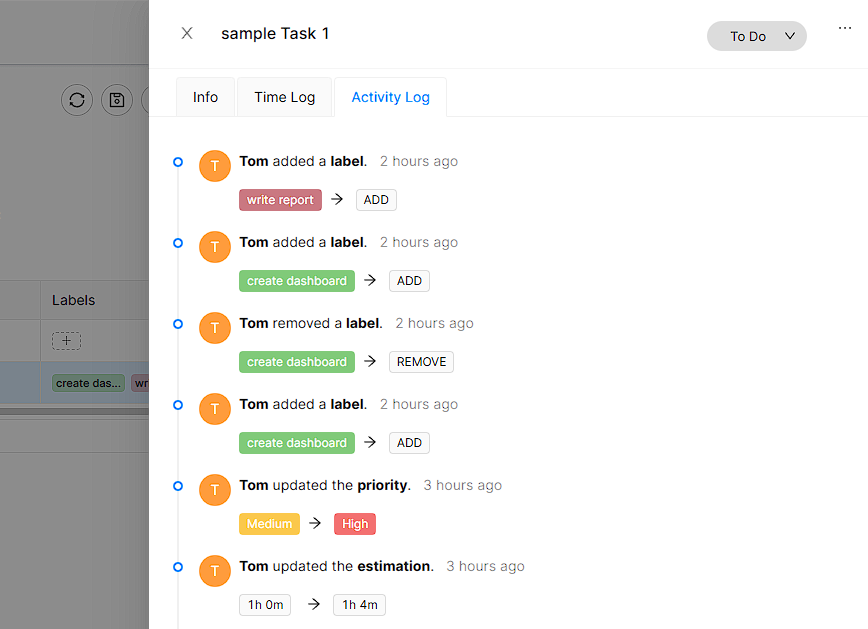 sample Task 1
To Do
Info
Time Log
Activity Log
T
Tom added a label. 2 hours ago
write report → ADD
T
Tom added a label. 2 hours ago
create dashboard → ADD
T
Tom removed a label. 2 hours ago
create dashboard → REMOVE
T
Tom added a label. 2 hours ago
create dashboard → ADD
T
Tom updated the priority. 3 hours ago
Medium → High
T
Tom updated the estimation. 3 hours ago
1h 0m → 1h 4m
Labels
+
create das... wr